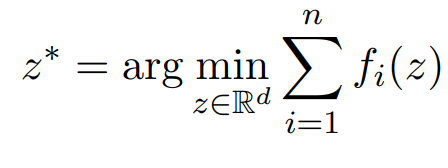 z* = arg min_{z∈ℝ^d} ∑_{i=1}^{n} f_i(z)